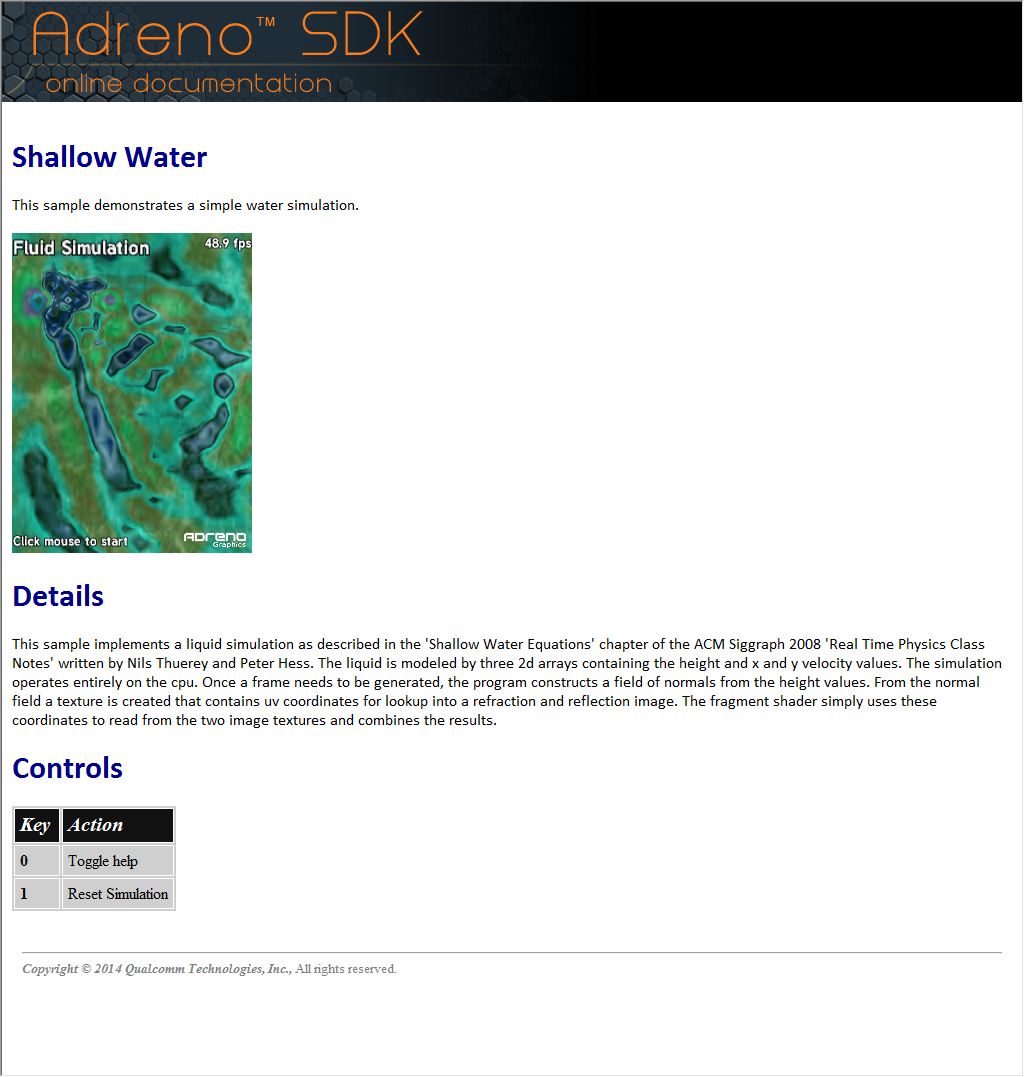 Adreno™ SDK
online documentation
Shallow Water
This sample demonstrates a simple water simulation.
Fluid Simulation 48.9 fps
Click mouse to start Adreno Graphics
Details
This sample implements a liquid simulation as described in the 'Shallow Water Equations' chapter of the ACM Siggraph 2008 'Real Time Physics Class
Notes' written by Nils Thuerey and Peter Hess. The liquid is modeled by three 2d arrays containing the height and x and y velocity values. The simulation
operates entirely on the cpu. Once a frame needs to be generated, the program constructs a field of normals from the height values. From the normal
field a texture is created that contains uv coordinates for lookup into a refraction and reflection image. The fragment shader simply uses these
coordinates to read from the two image textures and combines the results.
Controls
Key Action
0 Toggle help
1 Reset Simulation
Copyright © 2014 Qualcomm Technologies, Inc., All rights reserved.